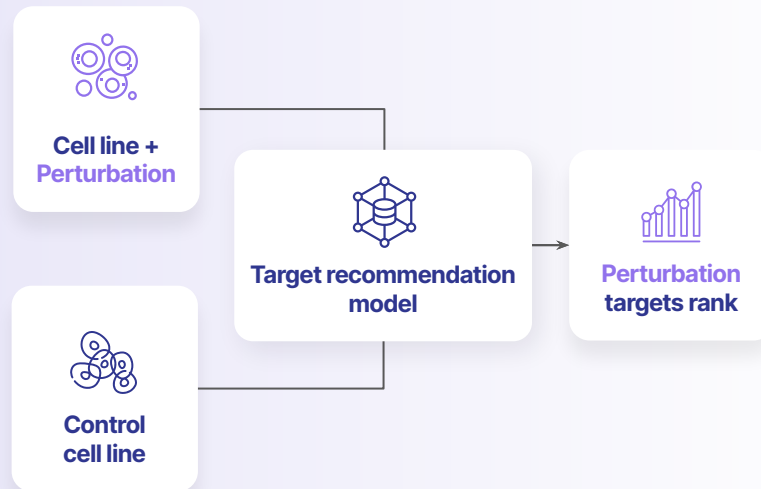 Cell line +
Perturbation
Target recommendation
model
Perturbation
targets rank
Control
cell line